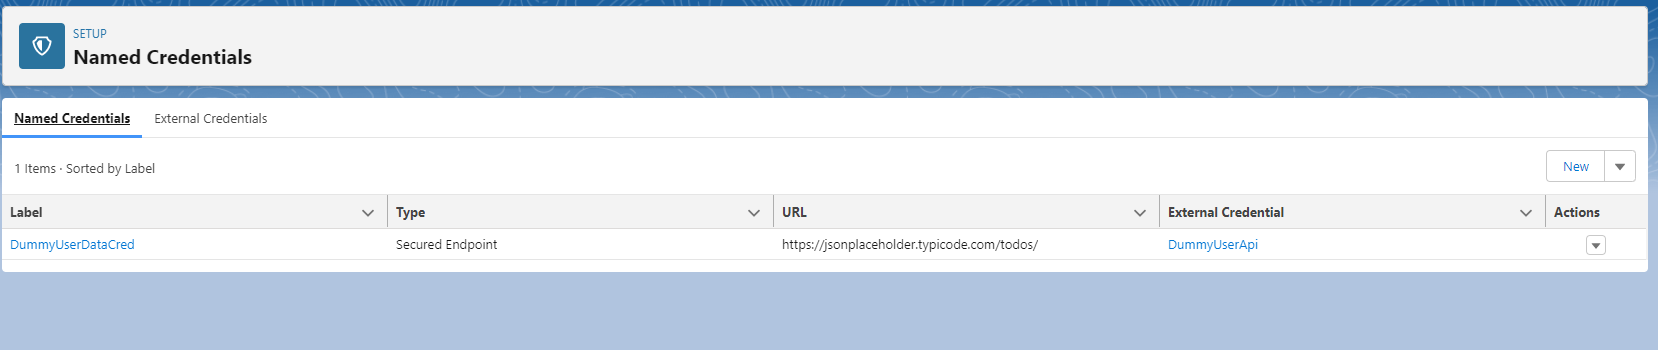 SETUP
Named Credentials
Named Credentials External Credentials
1 Items · Sorted by Label
New
Label Type URL External Credential Actions
DummyUserDataCred Secured Endpoint https://jsonplaceholder.typicode.com/todos/ DummyUserApi